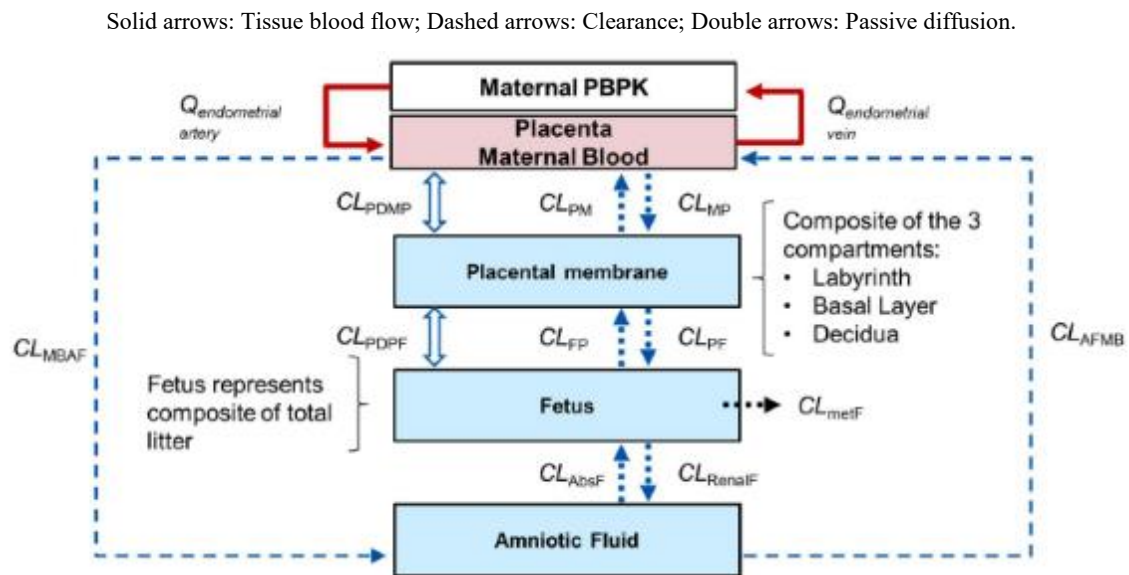 Solid arrows: Tissue blood flow; Dashed arrows: Clearance; Double arrows: Passive diffusion.
Maternal PBPK
Qendometrial
artery
Qendometrial
vein
Placenta
Maternal Blood
CLPDMP
CLPM
CLMP
Composite of the 3
compartments:
• Labyrinth
• Basal Layer
• Decidua
Placental membrane
CLMBAF
CLPDPF
CLFP
CLPF
CLAFMB
Fetus represents
composite of total
litter
Fetus
CLmetF
CLAbsF
CLRenalF
Amniotic Fluid